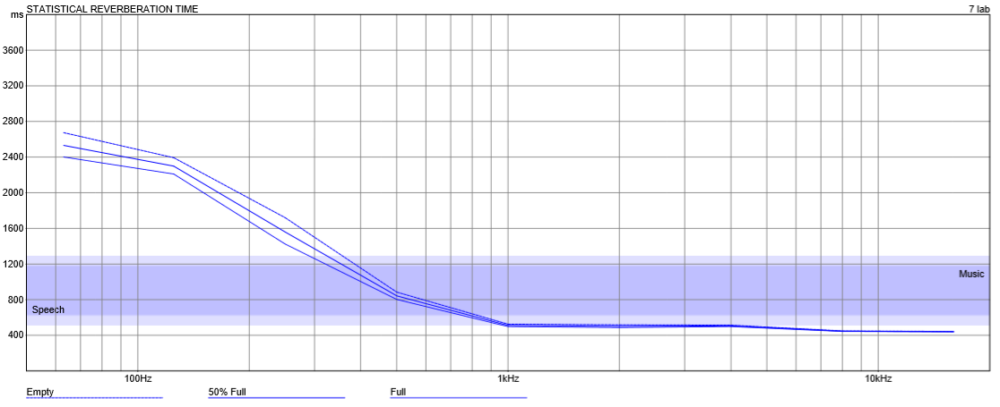 STATISTICAL REVERBERATION TIME 7 lab
ms
3600
3200
2800
2400
2000
1600
1200
Music
800
Speech
400
100Hz 1kHz 10kHz
Empty 50% Full Full